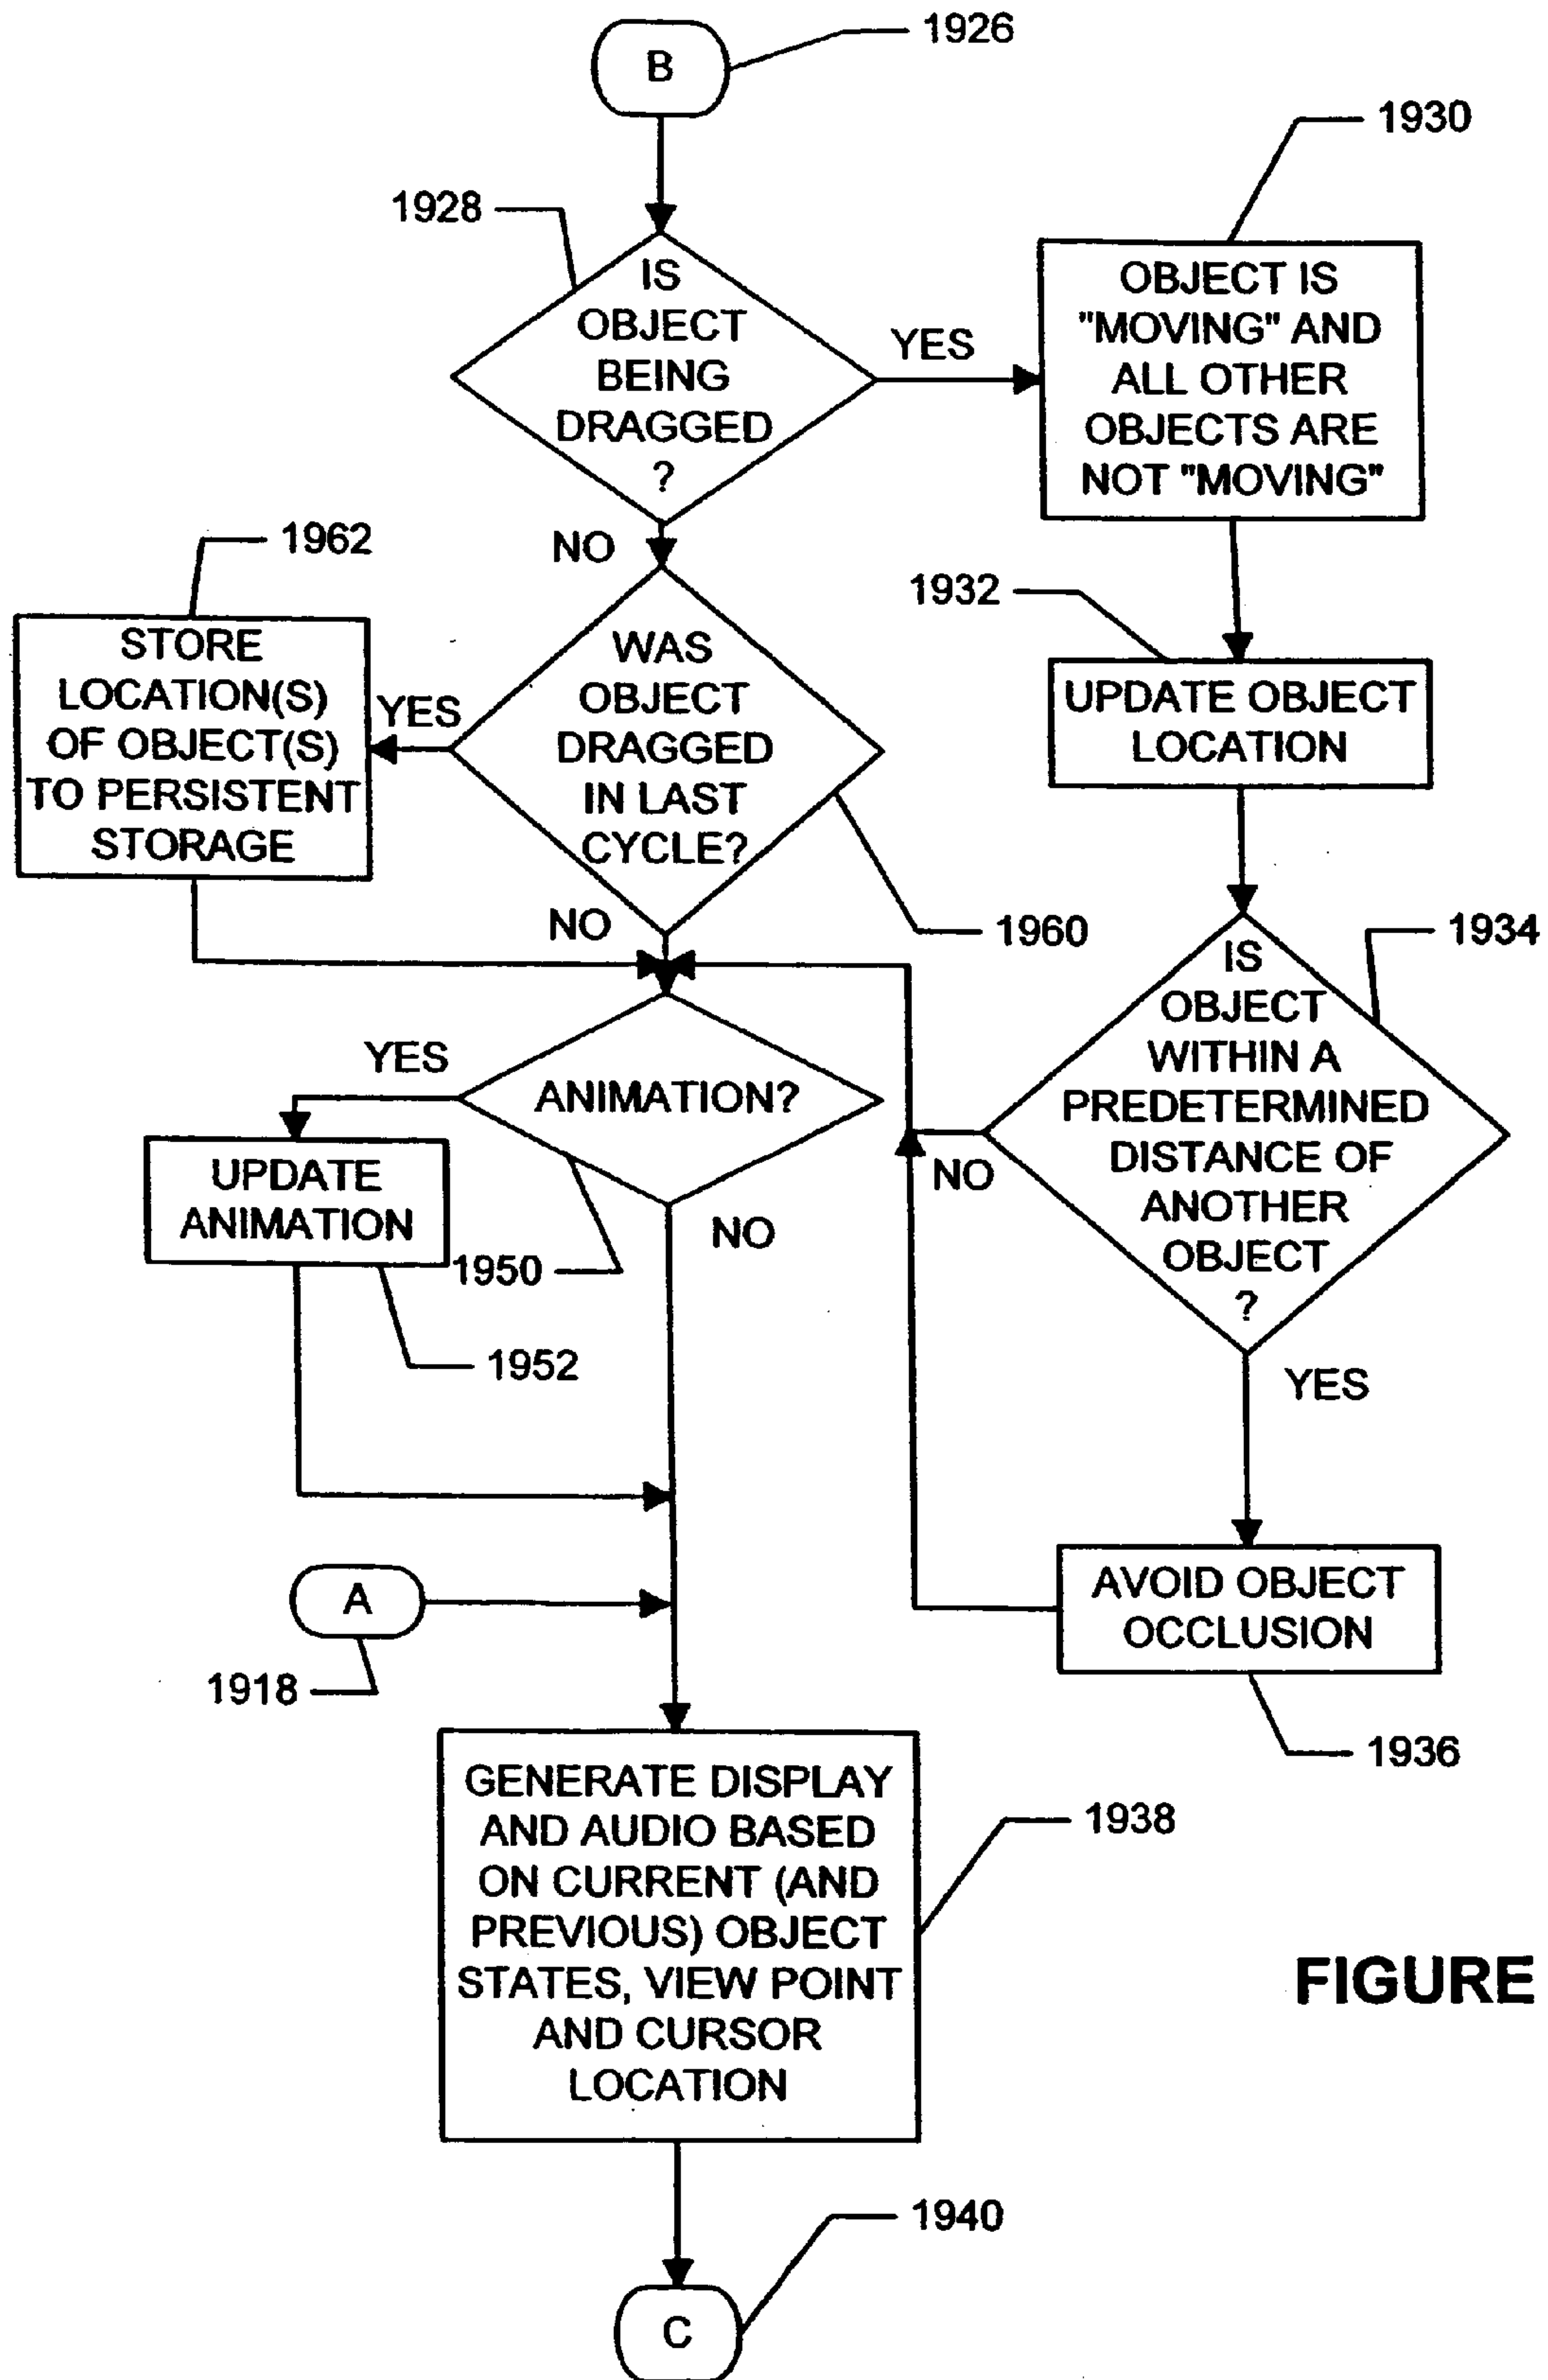 B
1926
1930
1928
IS
OBJECT
BEING
DRAGGED
?
YES
OBJECT IS
"MOVING" AND
ALL OTHER
OBJECTS ARE
NOT "MOVING"
NO
1962
1932
STORE
LOCATION(S)
OF OBJECT(S)
TO PERSISTENT
STORAGE
YES
WAS
OBJECT
DRAGGED
IN LAST
CYCLE?
UPDATE OBJECT
LOCATION
NO
1960
1934
IS
OBJECT
WITHIN A
PREDETERMINED
DISTANCE OF
ANOTHER
OBJECT
?
YES
ANIMATION?
NO
UPDATE
ANIMATION
1950
NO
1952
YES
A
1918
AVOID OBJECT
OCCLUSION
1936
GENERATE DISPLAY
AND AUDIO BASED
ON CURRENT (AND
PREVIOUS) OBJECT
STATES, VIEW POINT
AND CURSOR
LOCATION
1938
FIGURE
1940
C